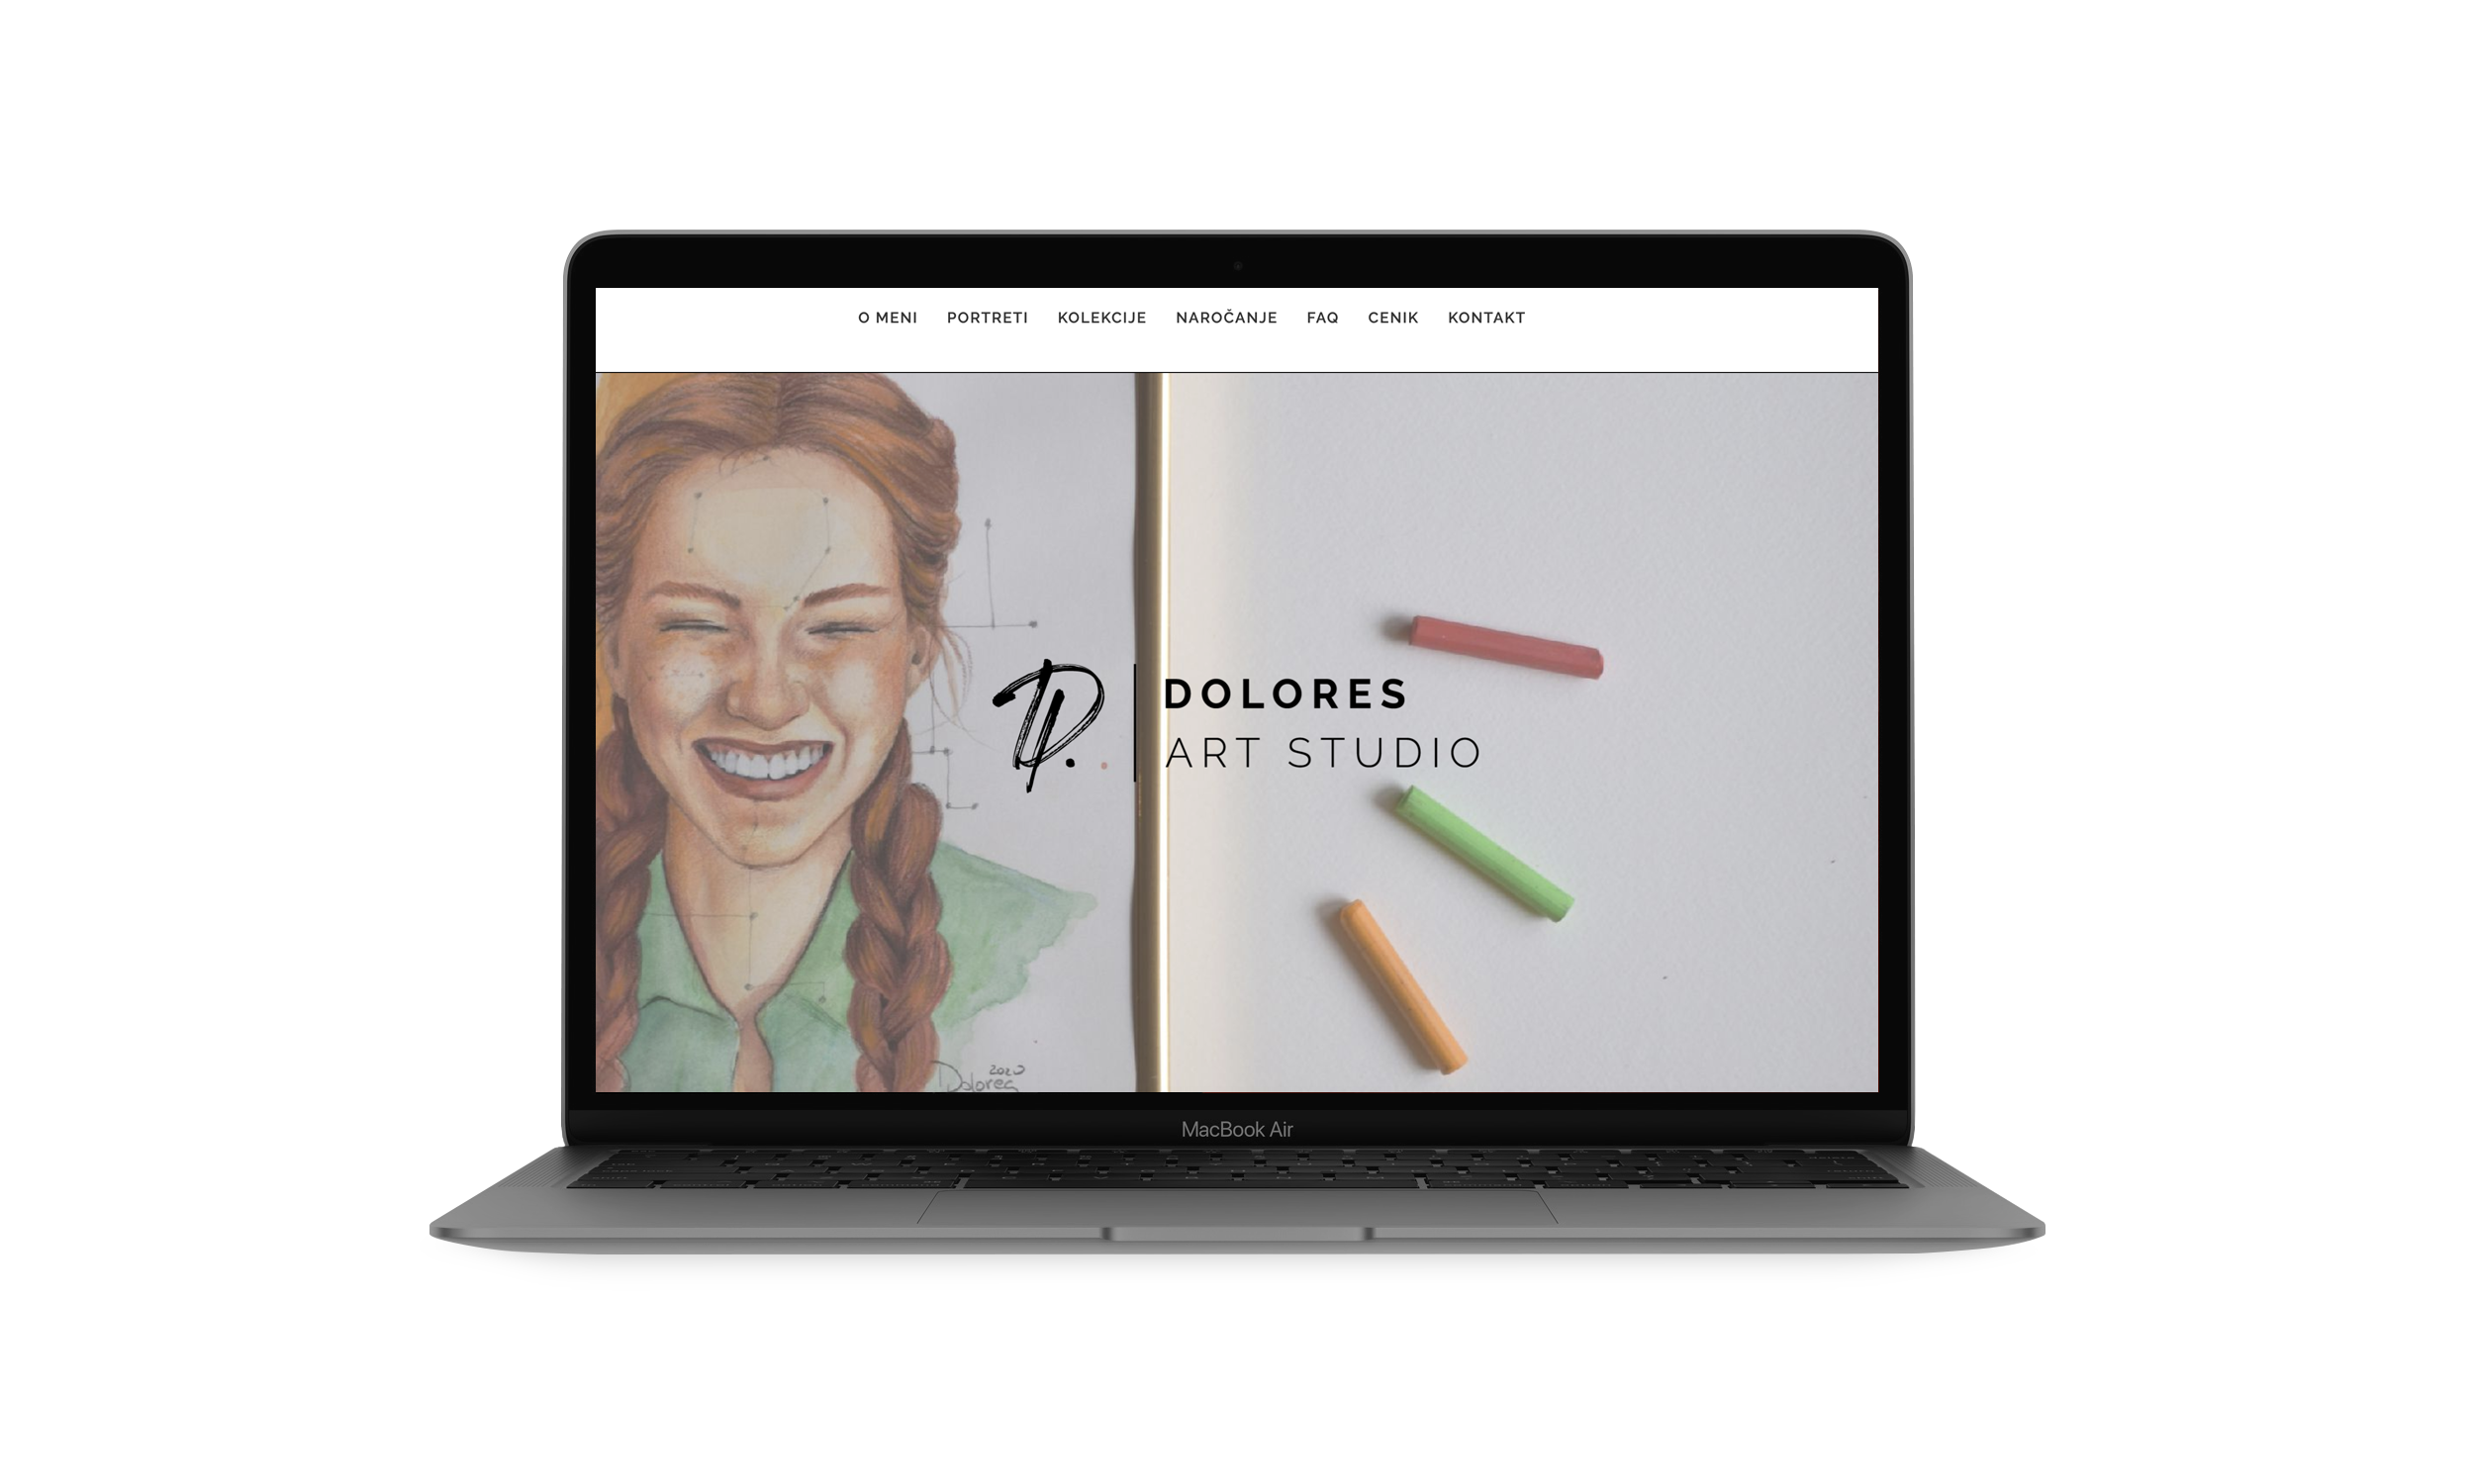 O MENI PORTRETI KOLEKCIJE NAROČANJE FAQ CENIK KONTAKT
D.
DOLORES
ART STUDIO
2020
Dolores
MacBook Air